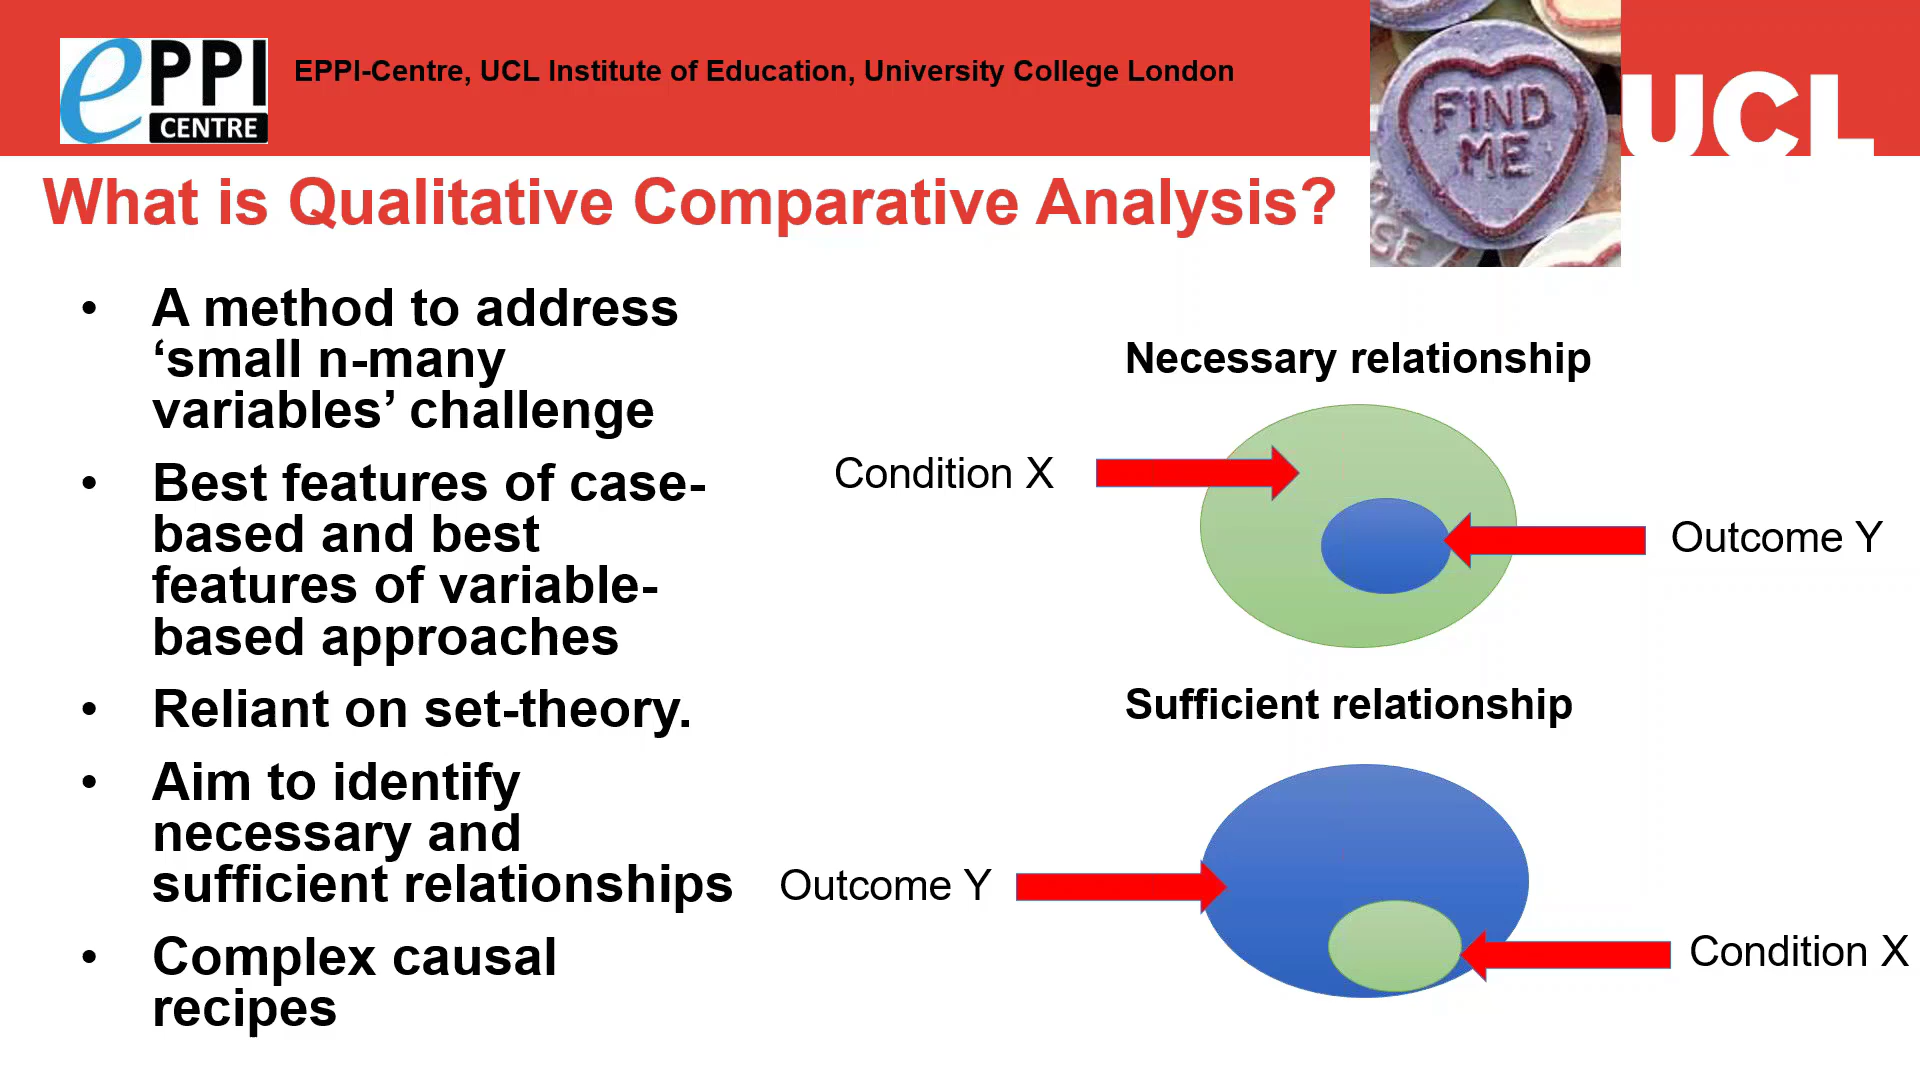 ePPI
CENTRE
EPPI-Centre, UCL Institute of Education, University College London
FIND
ME
UCL
What is Qualitative Comparative Analysis?
• A method to address
‘small n-many
variables’ challenge
• Best features of case-
based and best
features of variable-
based approaches
• Reliant on set-theory.
• Aim to identify
necessary and
sufficient relationships
• Complex causal
recipes
Necessary relationship
Condition X
Outcome Y
Sufficient relationship
Outcome Y
Condition X